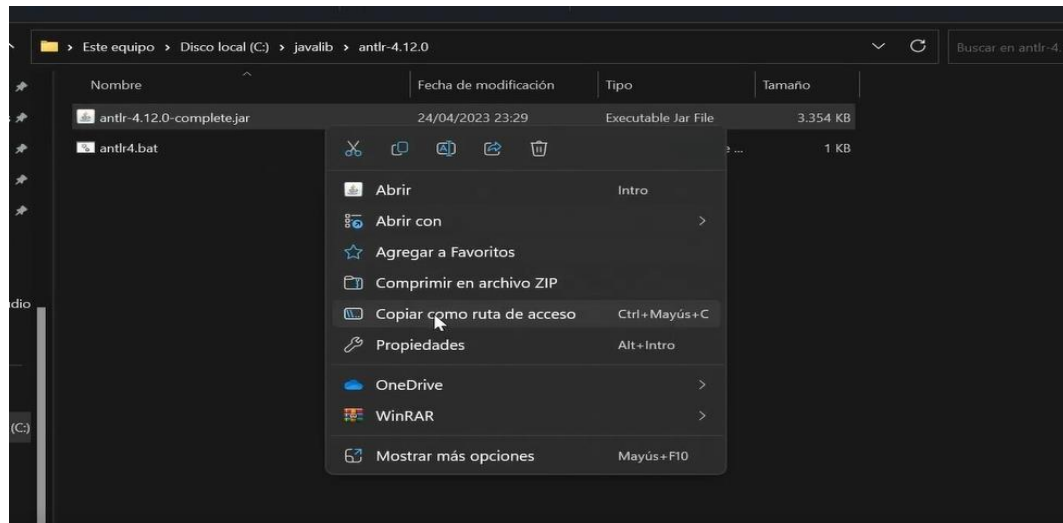 Este equipo > Disco local (C:) > javalib > antlr-4.12.0
Buscar en antlr-4.
Nombre Fecha de modificación Tipo Tamaño
antlr-4.12.0-complete.jar 24/04/2023 23:29 Executable Jar File 3.354 KB
antlr4.bat ... 1 KB
Abrir Intro
Abrir con
Agregar a Favoritos
Comprimir en archivo ZIP
Copiar como ruta de acceso Ctrl+Mayús+C
Propiedades Alt+Intro
OneDrive
WinRAR
Mostrar más opciones Mayús+F10
dio
(C:)